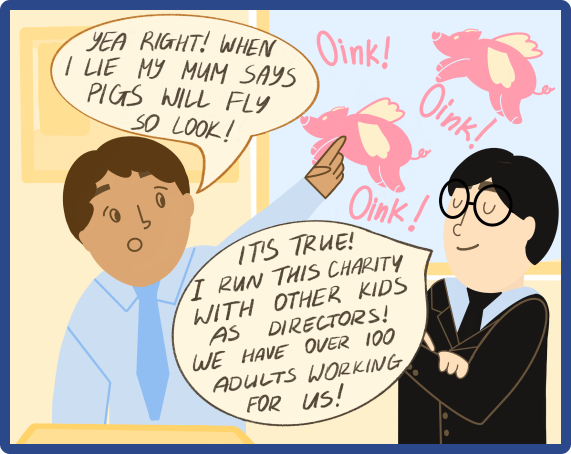 YEA RIGHT! WHEN
I LIE MY MUM SAYS
PIGS WILL FLY
SO LOOK!
Oink!
Oink!
Oink!
IT'S TRUE!
I RUN THIS CHARITY
WITH OTHER KIDS
AS DIRECTORS!
WE HAVE OVER 100
ADULTS WORKING
FOR US!